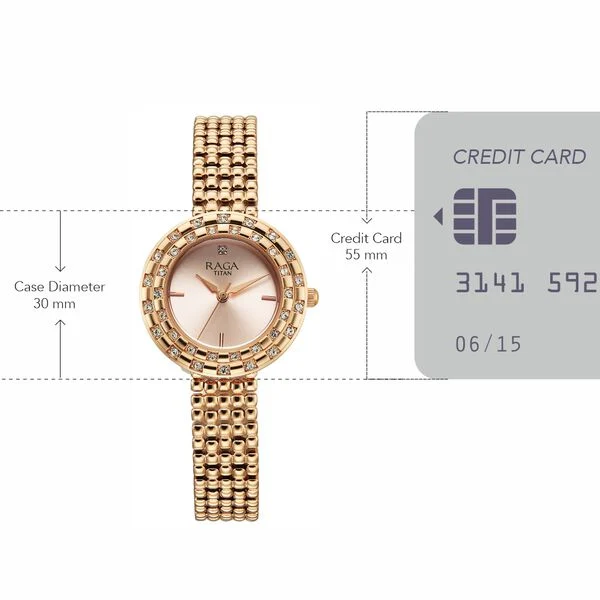 Case Diameter
30 mm
RAGA
TITAN
Credit Card
55 mm
CREDIT CARD
3141 592
06/15